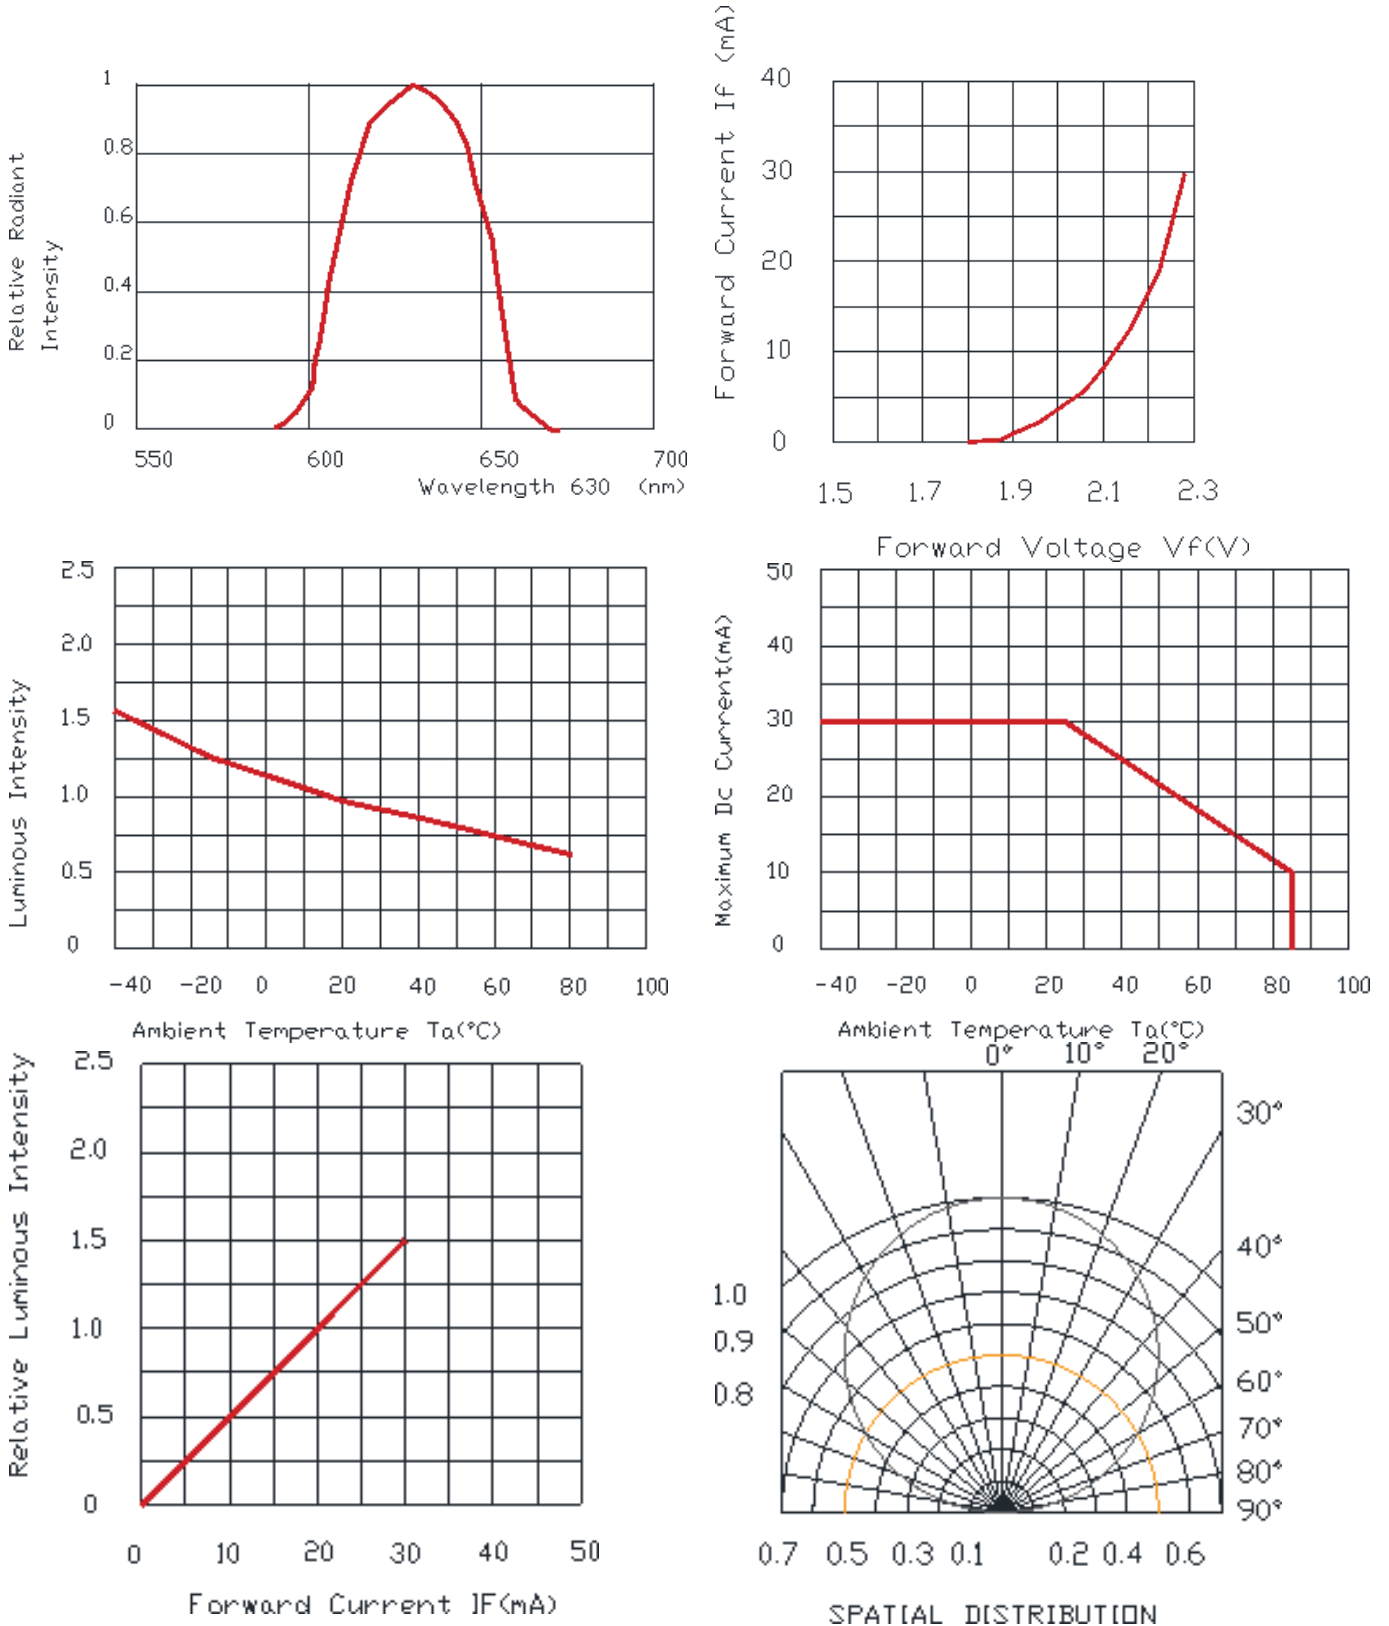 Relative Radiant
Intensity
1
0.8
0.6
0.4
0.2
0
550 600 650 700
Wavelength 630 (nm)
Forward Current If (mA)
40
30
20
10
0
1.5 1.7 1.9 2.1 2.3
Forward Voltage Vf(V)
Luminous Intensity
2.5
2.0
1.5
1.0
0.5
0
-40 -20 0 20 40 60 80 100
Ambient Temperature Ta(°C)
Maximum Dc Current(mA)
50
40
30
20
10
0
-40 -20 0 20 40 60 80 100
Ambient Temperature Ta(°C)
Relative Luminous Intensity
2.5
2.0
1.5
1.0
0.5
0
0 10 20 30 40 50
Forward Current IF(mA)
0° 10° 20°
30°
40°
50°
60°
70°
80°
90°
1.0
0.9
0.8
0.7 0.5 0.3 0.1 0.2 0.4 0.6
SPATIAL DISTRIBUTION